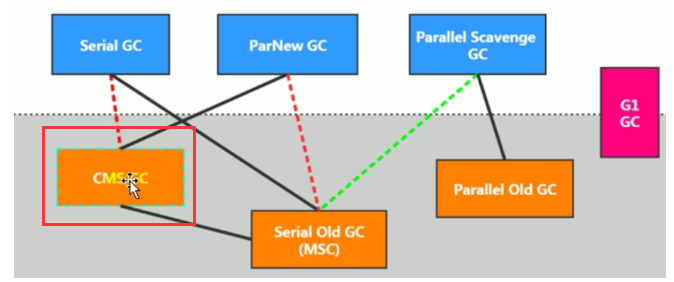 Serial GC
ParNew GC
Parallel Scavenge
GC
G1
GC
CMS GC
Parallel Old GC
Serial Old GC
(MSC)